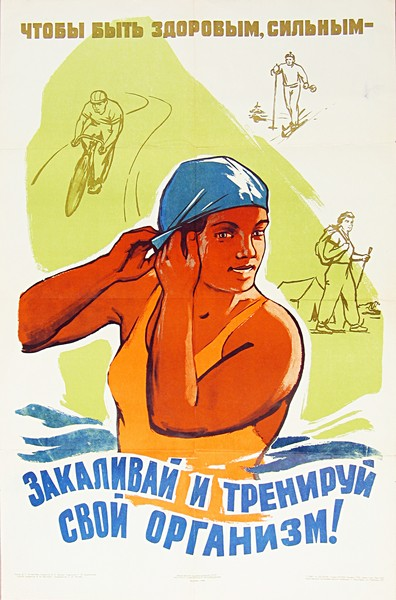 ЧТОБЫ БЫТЬ ЗДОРОВЫМ, СИЛЬНЫМ–
ЗАКАЛИВАЙ И ТРЕНИРУЙ
СВОЙ ОРГАНИЗМ!